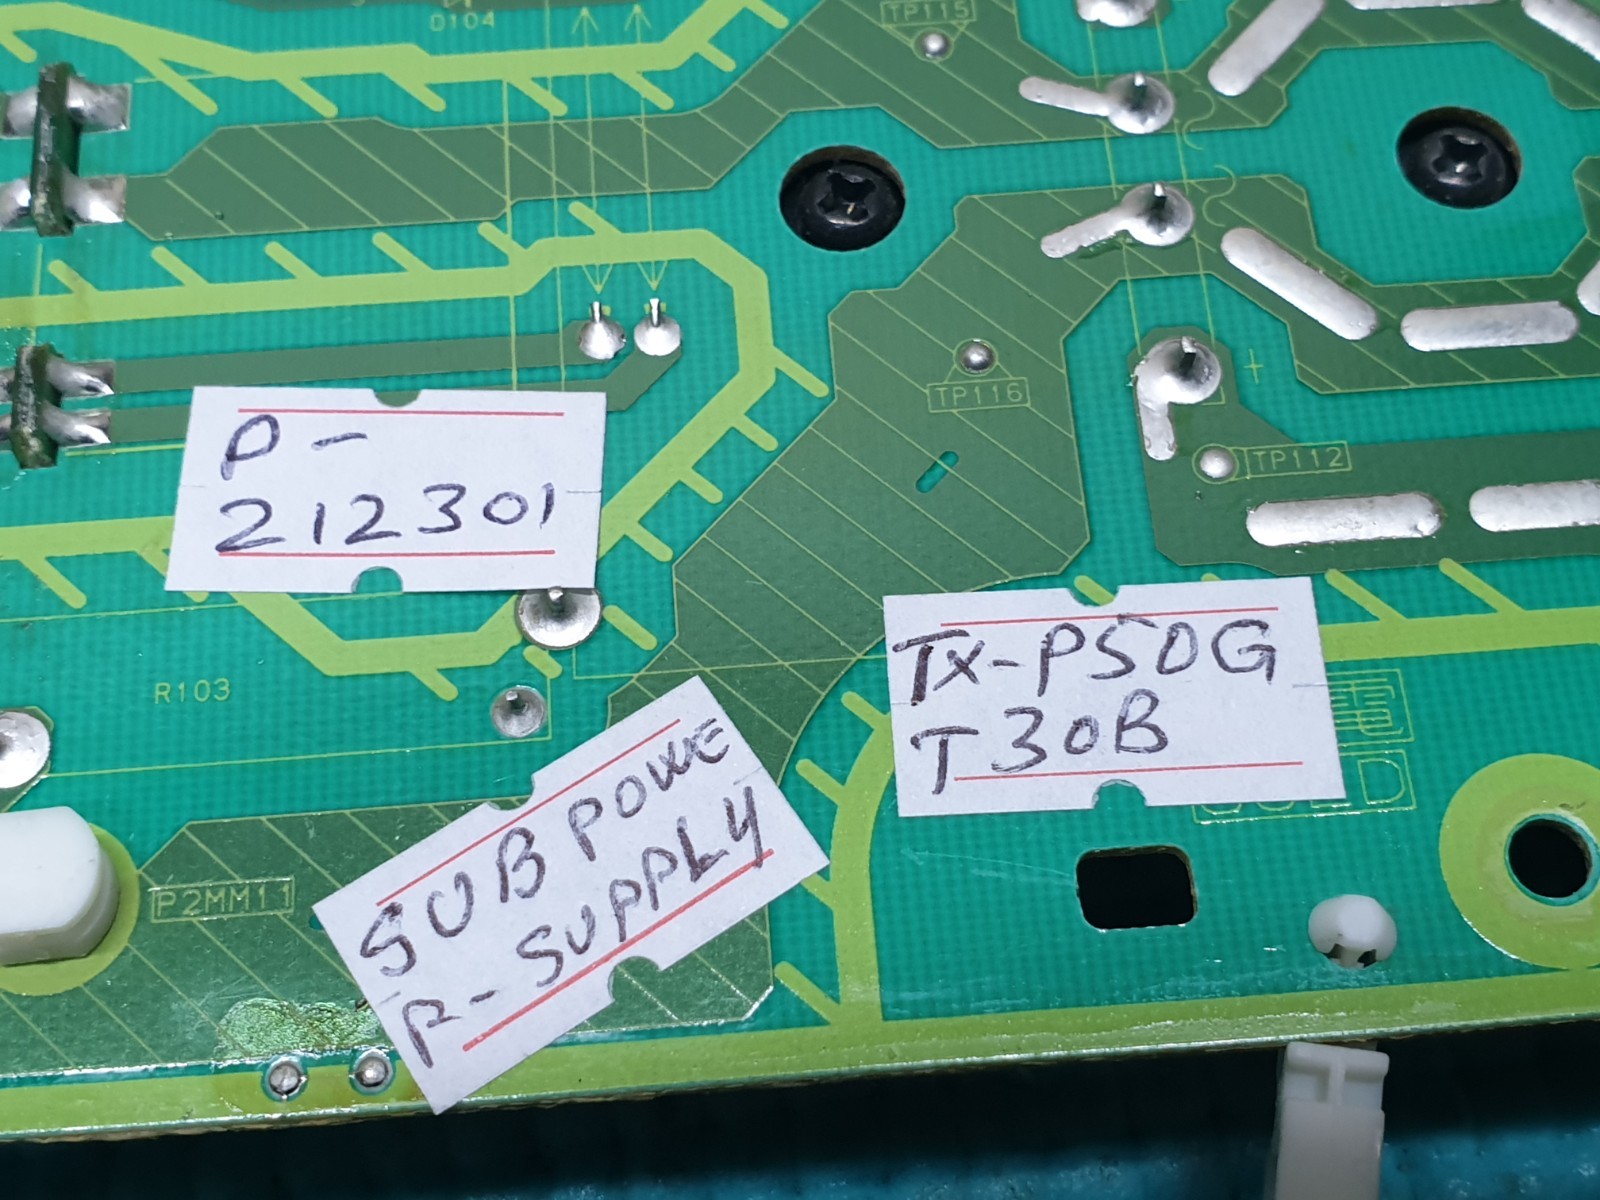 D104
TP115
TP116
TP112
P-
212301
TX-P50G
T30B
R103
SUB POWE
R-SUPPLY
P2MM11